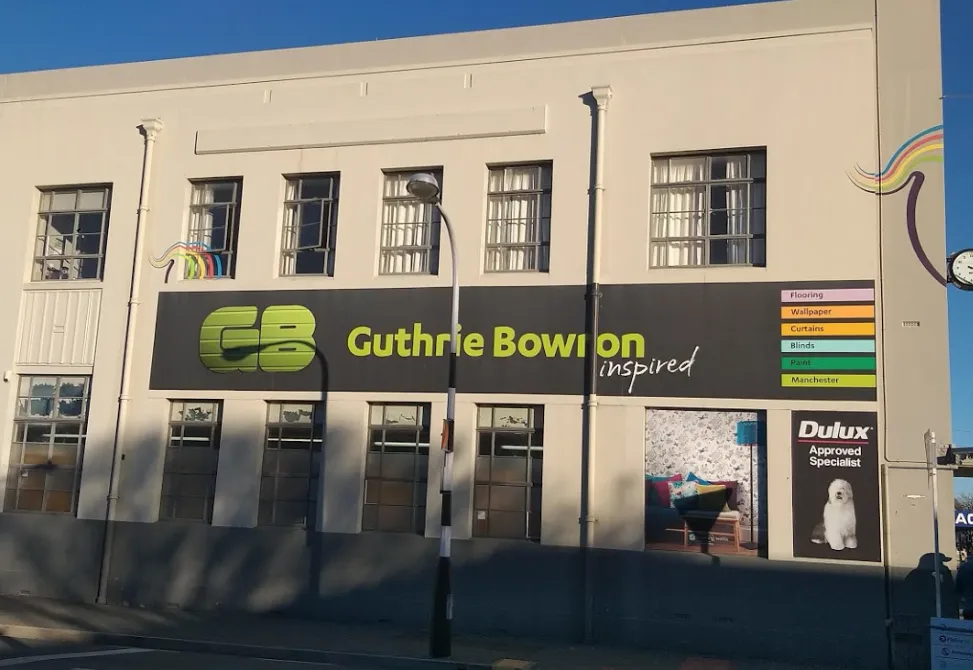 GB
Guthrie Bowron
inspired
Flooring
Wallpaper
Curtains
Blinds
Paint
Manchester
Dulux
Approved
Specialist